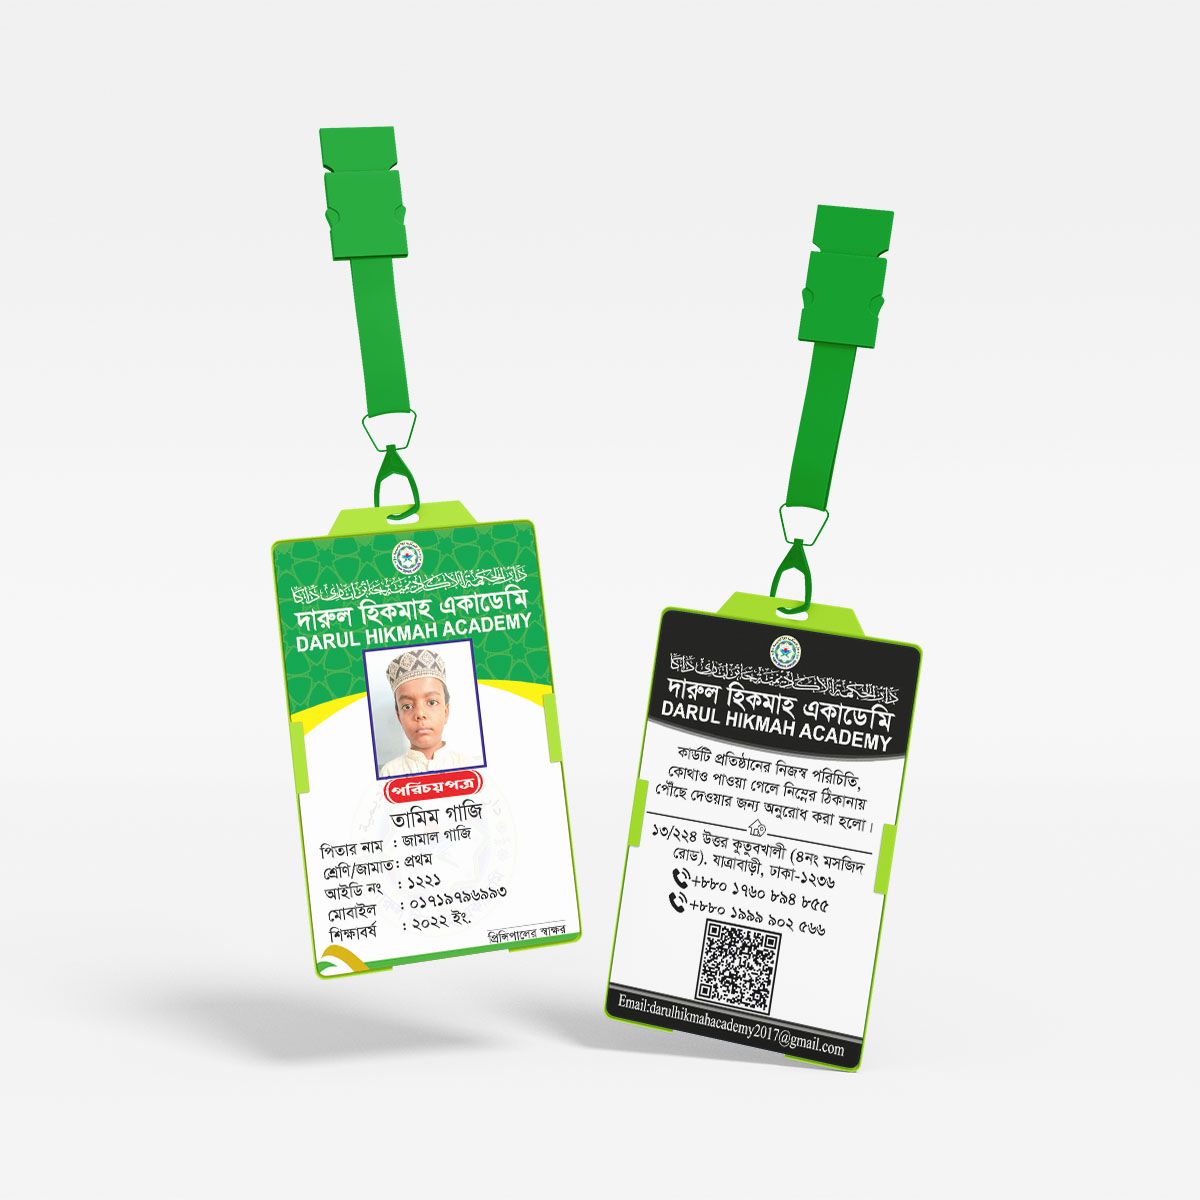 দারুল হিকমাহ একাডেমি
DARUL HIKMAH ACADEMY
পরিচয়পত্র
তামিম গাজি
পিতার নাম : জামাল গাজি
শ্রেণি/জামাত : প্রথম
আইডি নং : ১২২১
মোবাইল : ০১৭১৯৭৯৬৯৯৩
শিক্ষাবর্ষ : ২০২২ ইং.
প্রিন্সিপালের স্বাক্ষর
দারুল হিকমাহ একাডেমি
DARUL HIKMAH ACADEMY
কার্ডটি প্রতিষ্ঠানের নিজস্ব পরিচিতি,
কোথাও পাওয়া গেলে নিম্নের ঠিকানায়
পৌঁছে দেওয়ার জন্য অনুরোধ করা হলো।
১৩/২২৪ উত্তর কুতুবখালী (৪নং মসজিদ
রোড), যাত্রাবাড়ী, ঢাকা-১২৩৬
+৮৮০ ১৭৬০ ৮৯৪ ৮৫৫
+৮৮০ ১৯৯৯ ৯০২ ৫৬৬
Email:darulhikmahacademy2017@gmail.com